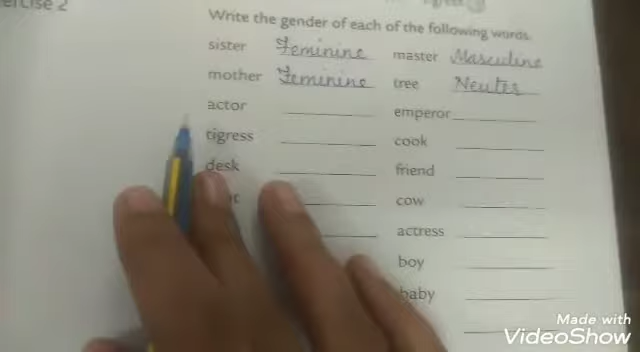 ercise 2
Write the gender of each of the following words.
sister Feminine master Masculine
mother Feminine tree Neuter
actor emperor
tigress cook
desk friend
cow
actress
boy
baby
Made with
VideoShow